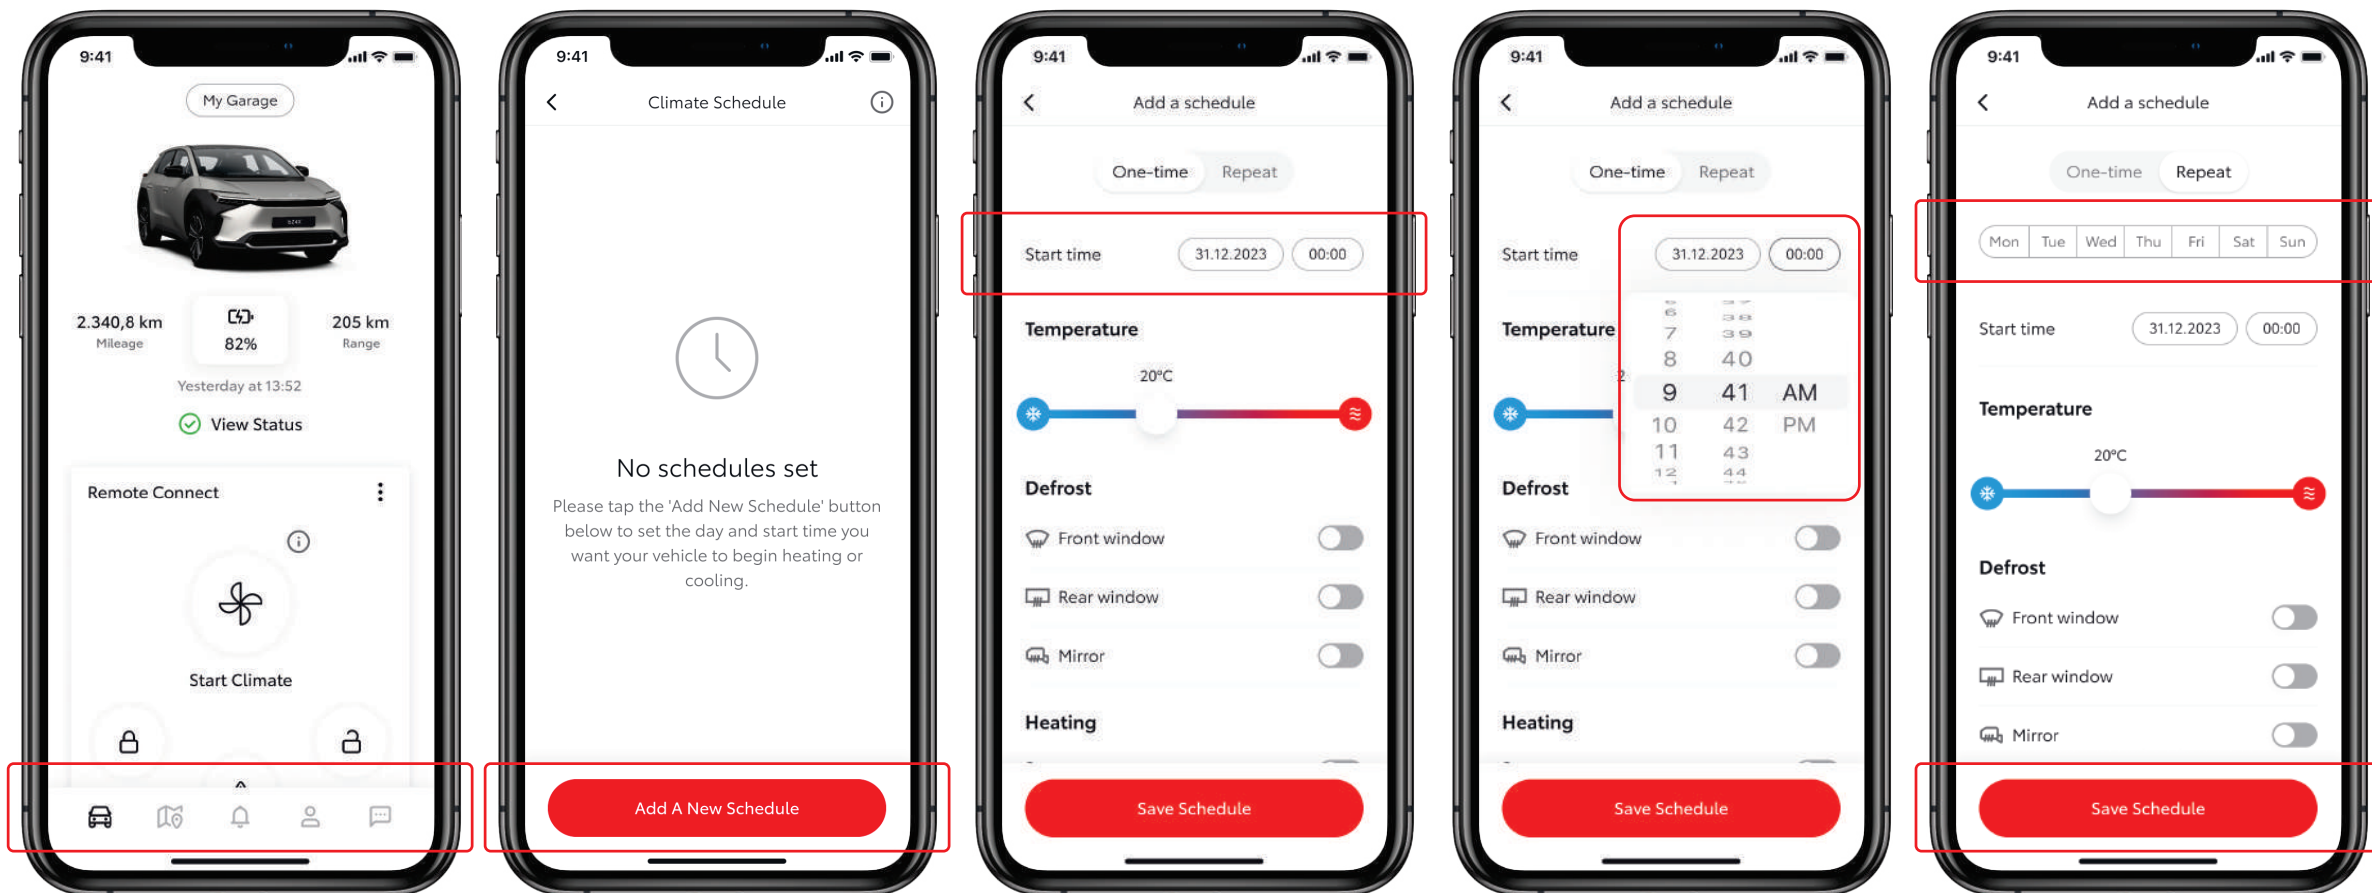 9:41
My Garage
bZ4X
2.340,8 km
Mileage
82%
205 km
Range
Yesterday at 13:52
View Status
Remote Connect
Start Climate
9:41
Climate Schedule
No schedules set
Please tap the 'Add New Schedule' button
below to set the day and start time you
want your vehicle to begin heating or
cooling.
Add A New Schedule
9:41
Add a schedule
One-time Repeat
Start time 31.12.2023 00:00
Temperature
20°C
Defrost
Front window
Rear window
Mirror
Heating
Save Schedule
9:41
Add a schedule
One-time Repeat
Start time 31.12.2023 00:00
Temperature
6
6 38
7 39
8 40
2
9 41 AM
10 42 PM
11 43
12 44
Defrost
Front window
Rear window
Mirror
Heating
Save Schedule
9:41
Add a schedule
One-time Repeat
Mon Tue Wed Thu Fri Sat Sun
Start time 31.12.2023 00:00
Temperature
20°C
Defrost
Front window
Rear window
Mirror
Save Schedule